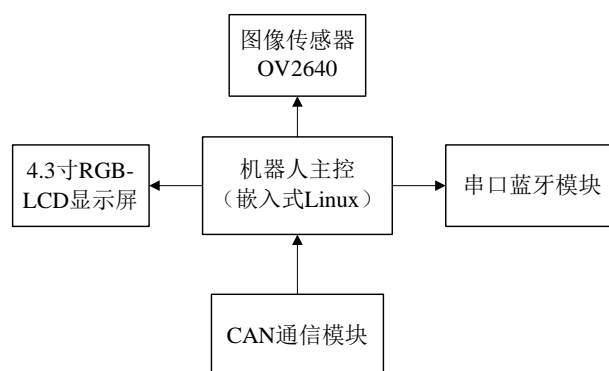 图像传感器
OV2640
4.3寸RGB-
LCD显示屏
机器人主控
（嵌入式Linux）
串口蓝牙模块
CAN通信模块